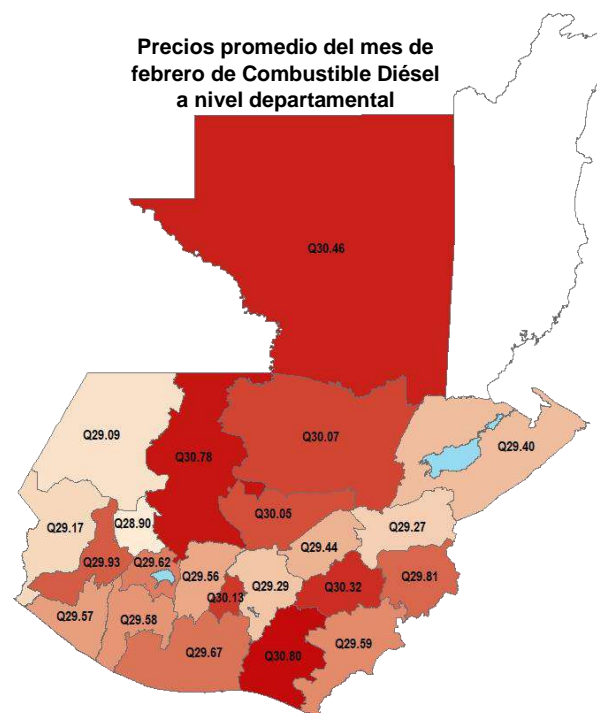 Precios promedio del mes de
febrero de Combustible Diésel
a nivel departamental
Q30.46
Q29.09
Q30.78
Q30.07
Q29.40
Q29.17
Q28.90
Q30.05
Q29.27
Q29.93
Q29.62
Q29.56
Q29.44
Q29.29
Q29.81
Q30.13
Q30.32
Q29.57
Q29.58
Q29.59
Q29.67
Q30.80